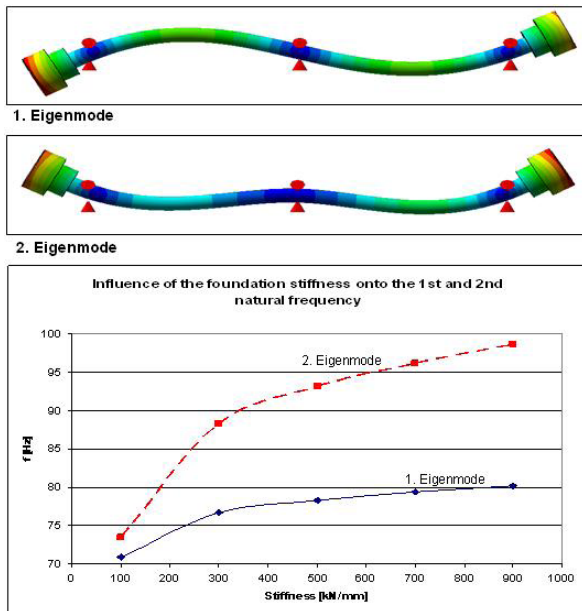 1. Eigenmode
2. Eigenmode
Influence of the foundation stiffness onto the 1st and 2nd
natural frequency
100
95
90
85
80
75
70
f [Hz]
2. Eigenmode
1. Eigenmode
0 100 200 300 400 500 600 700 800 900 1000
Stiffness [kN/mm]